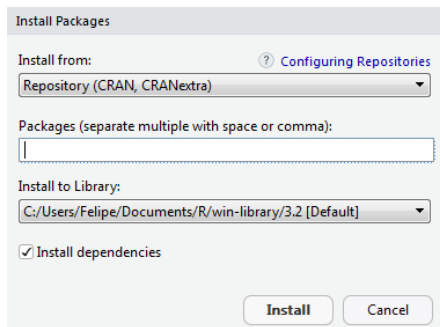 Install Packages
Install from:
Configuring Repositories
Repository (CRAN, CRANextra)
Packages (separate multiple with space or comma):
Install to Library:
C:/Users/Felipe/Documents/R/win-library/3.2 [Default]
Install dependencies
Install
Cancel